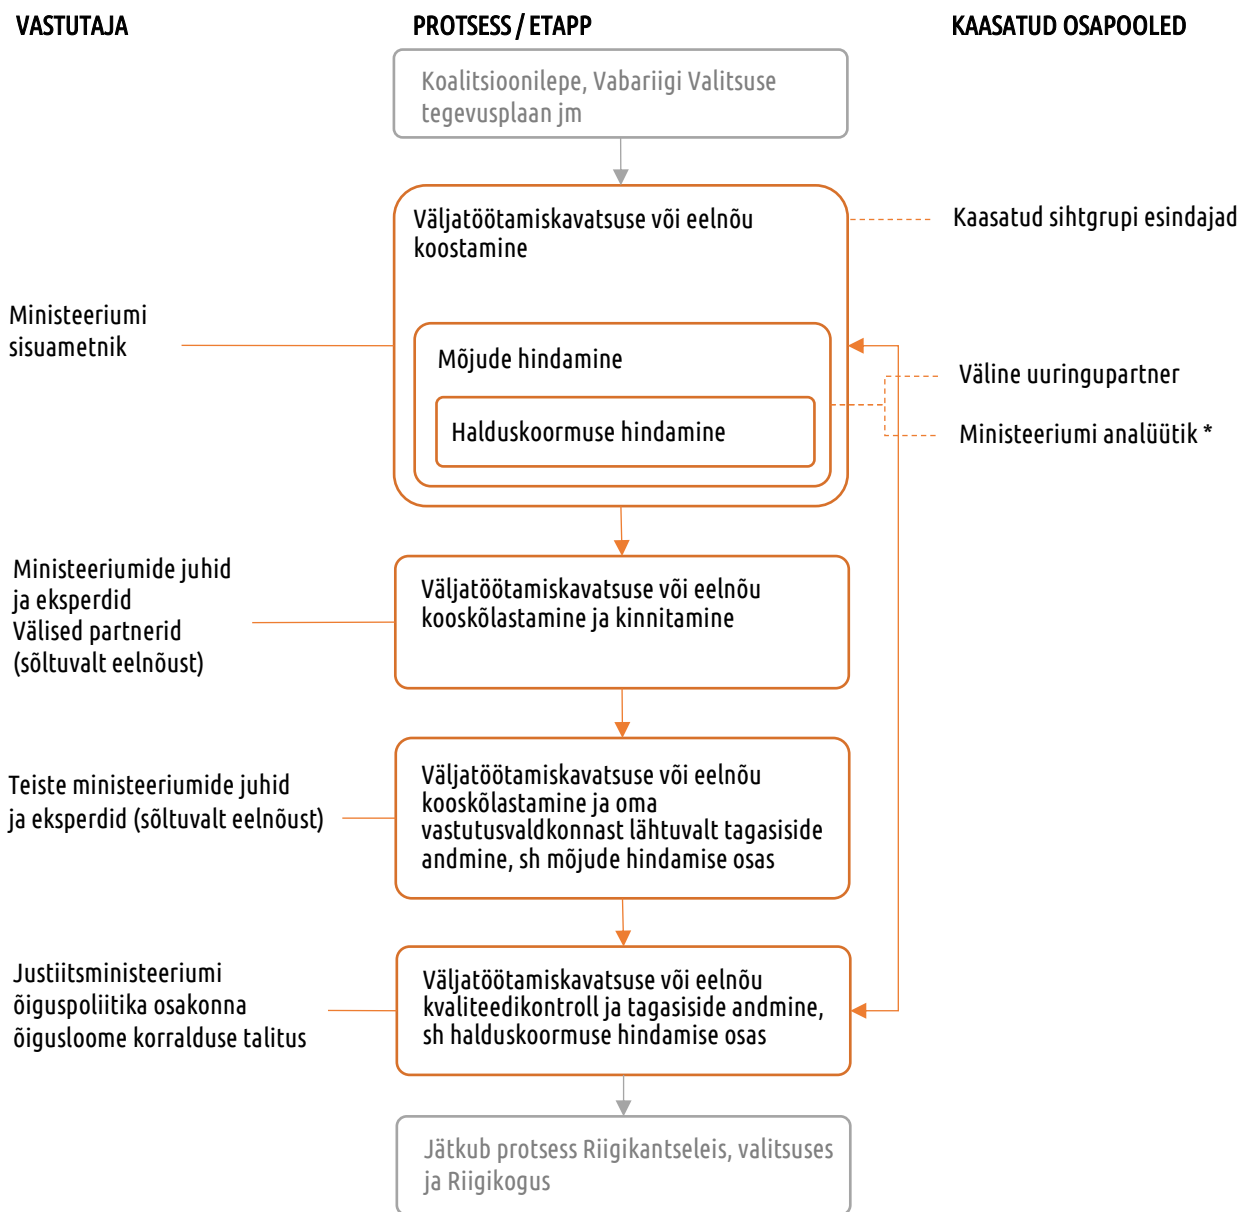 VASTUTAJA
PROTSESS / ETAPP
KAASATUD OSAPOOLED
Koalitsioonilepe, Vabariigi Valitsuse
tegevusplaan jm
Väljatöötamiskavatsuse või eelnõu
koostamine
Kaasatud sihtgrupi esindajad
Ministeeriumi
sisuametnik
Mõjude hindamine
Halduskoormuse hindamine
Väline uuringupartner
Ministeeriumi analüütik *
Ministeeriumide juhid
ja eksperdid
Välised partnerid
(sõltuvalt eelnõust)
Väljatöötamiskavatsuse või eelnõu
kooskõlastamine ja kinnitamine
Teiste ministeeriumide juhid
ja eksperdid (sõltuvalt eelnõust)
Väljatöötamiskavatsuse või eelnõu
kooskõlastamine ja oma
vastutusvaldkonnast lähtuvalt tagasiside
andmine, sh mõjude hindamise osas
Justiitsministeeriumi
õiguspoliitika osakonna
õigusloome korralduse talitus
Väljatöötamiskavatsuse või eelnõu
kvaliteedikontroll ja tagasiside andmine,
sh halduskoormuse hindamise osas
Jätkub protsess Riigikantseleis, valitsuses
ja Riigikogus